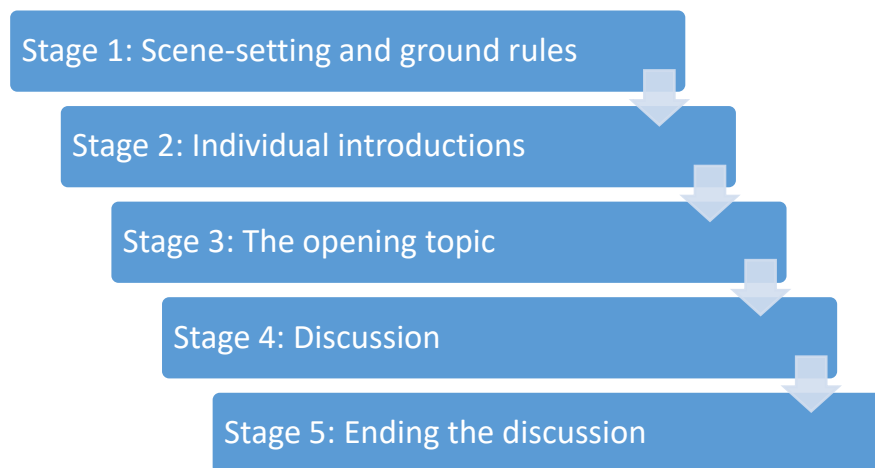 Stage 1: Scene-setting and ground rules
Stage 2: Individual introductions
Stage 3: The opening topic
Stage 4: Discussion
Stage 5: Ending the discussion